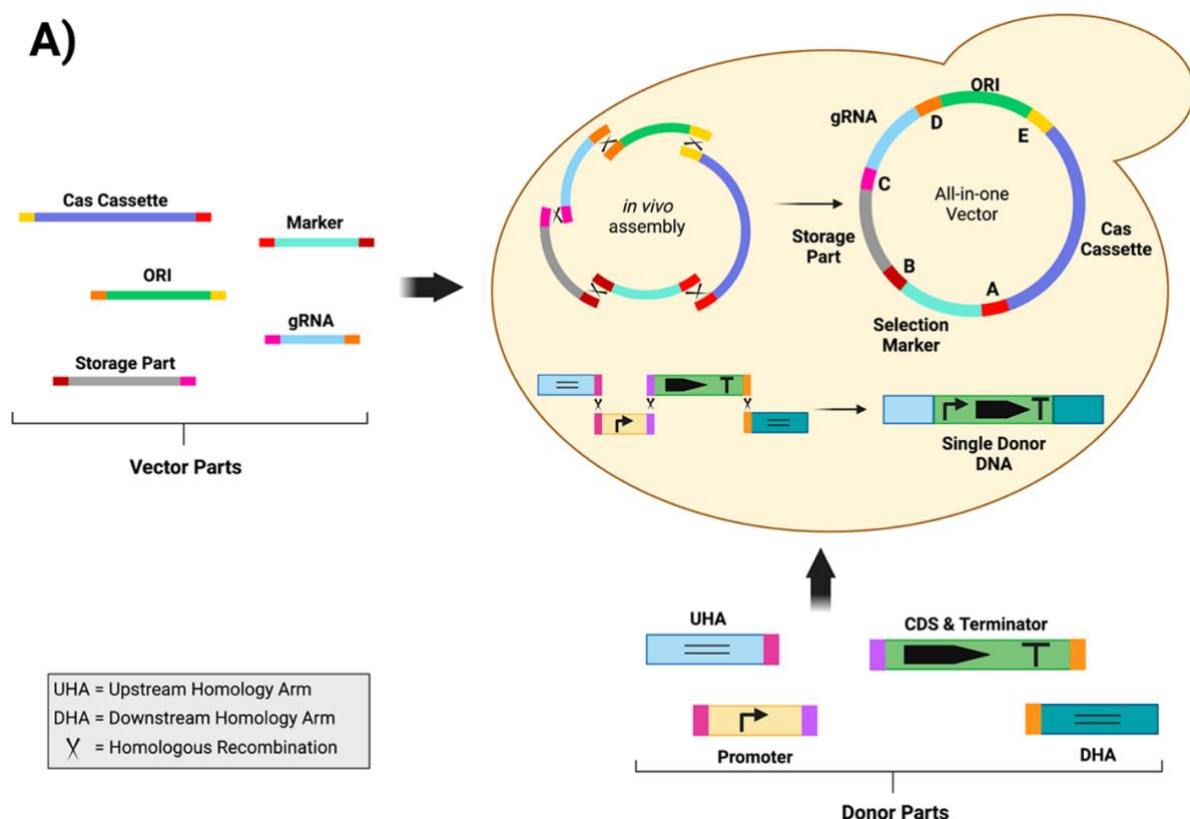 A)
Cas Cassette
Marker
ORI
gRNA
Storage Part
Vector Parts
in vivo
assembly
ORI
gRNA
D
E
C
All-in-one
Vector
Storage
Part
Cas
Cassette
B
A
Selection
Marker
Single Donor
DNA
UHA
CDS & Terminator
Promoter
DHA
Donor Parts
UHA = Upstream Homology Arm
DHA = Downstream Homology Arm
= Homologous Recombination